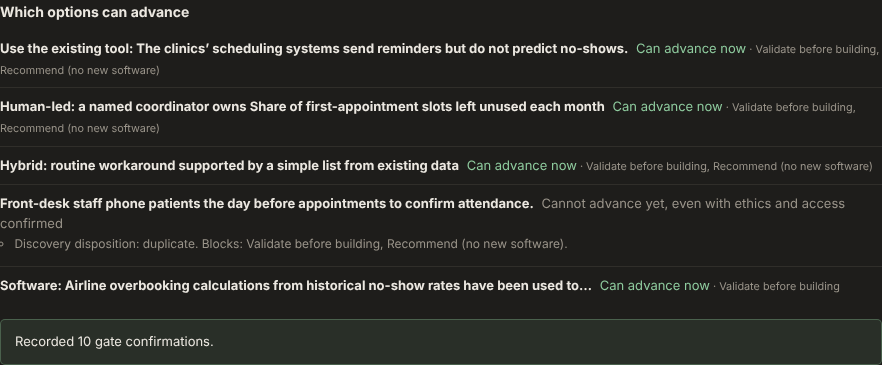 Which options can advance
Use the existing tool: The clinics’ scheduling systems send reminders but do not predict no-shows. Can advance now · Validate before building,
Recommend (no new software)
Human-led: a named coordinator owns Share of first-appointment slots left unused each month Can advance now · Validate before building,
Recommend (no new software)
Hybrid: routine workaround supported by a simple list from existing data Can advance now · Validate before building, Recommend (no new software)
Front-desk staff phone patients the day before appointments to confirm attendance. Cannot advance yet, even with ethics and access
confirmed
Discovery disposition: duplicate. Blocks: Validate before building, Recommend (no new software).
Software: Airline overbooking calculations from historical no-show rates have been used to... Can advance now · Validate before building
Recorded 10 gate confirmations.